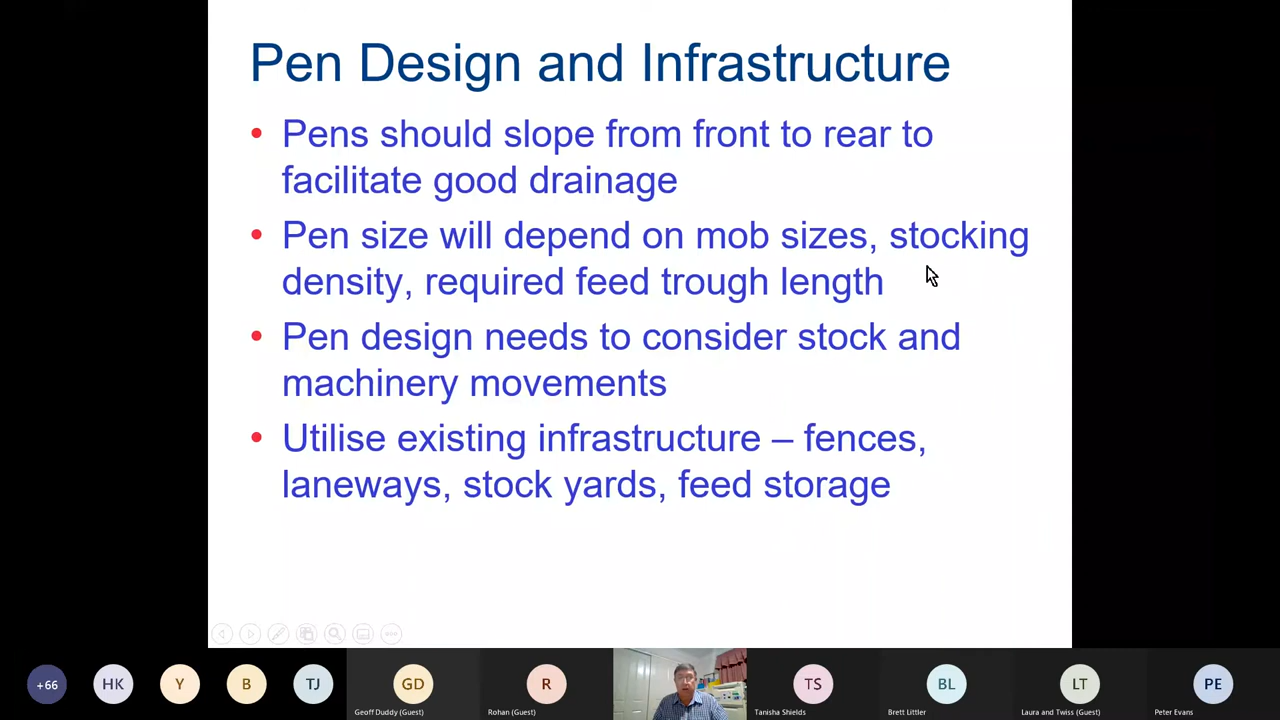 Pen Design and Infrastructure
• Pens should slope from front to rear to
facilitate good drainage
• Pen size will depend on mob sizes, stocking
density, required feed trough length
• Pen design needs to consider stock and
machinery movements
• Utilise existing infrastructure – fences,
laneways, stock yards, feed storage
+66
HK
Y
B
TJ
GD
Geoff Duddy (Guest)
R
Rohan (Guest)
TS
Tanisha Shields
BL
Brett Littler
LT
Laura and Twiss (Guest)
PE
Peter Evans